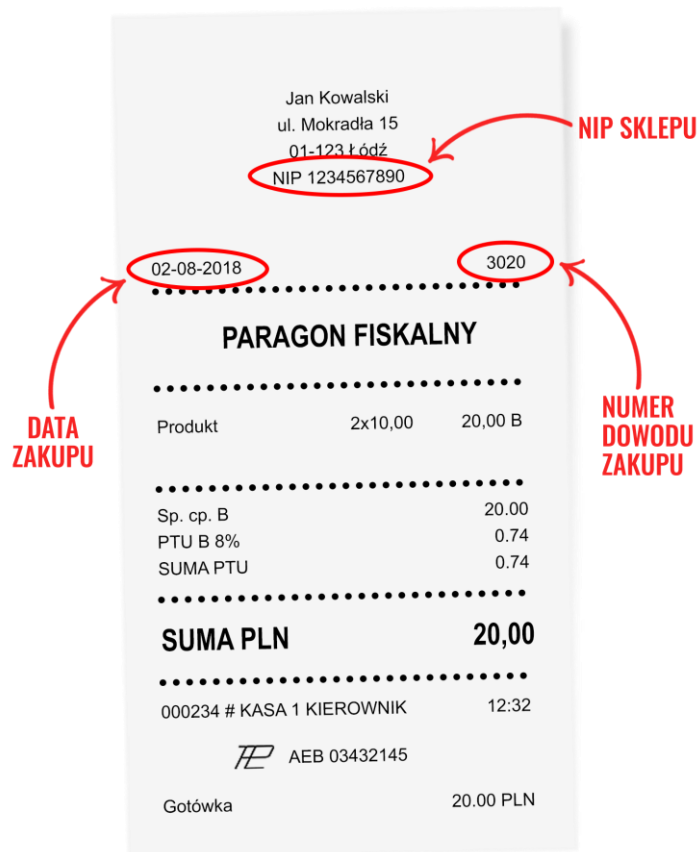 Jan Kowalski
ul. Mokradła 15
01-123 Łódź
NIP 1234567890
NIP SKLEPU
02-08-2018 3020
PARAGON FISKALNY
DATA
ZAKUPU
NUMER
DOWODU
ZAKUPU
Produkt 2x10,00 20,00 B
Sp. cp. B 20.00
PTU B 8% 0.74
SUMA PTU 0.74
SUMA PLN 20,00
000234 # KASA 1 KIEROWNIK 12:32
AEB 03432145
Gotówka 20.00 PLN